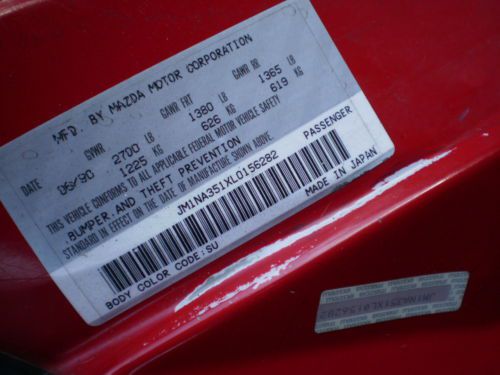 MFD. BY MAZDA MOTOR CORPORATION
GVWR GAWR FRT GAWR RR
DATE 06/90 2700 LB 1380 LB 1365 LB
1225 KG 626 KG 619 KG
THIS VEHICLE CONFORMS TO ALL APPLICABLE FEDERAL MOTOR VEHICLE SAFETY
,BUMPER,AND THEFT PREVENTION
STANDARDS IN EFFECT ON THE DATE OF MANUFACTURE SHOWN ABOVE
JM1NA351XL0156282 PASSENGER
BODY COLOR CODE:SU MADE IN JAPAN
JM1NA351XL0156282